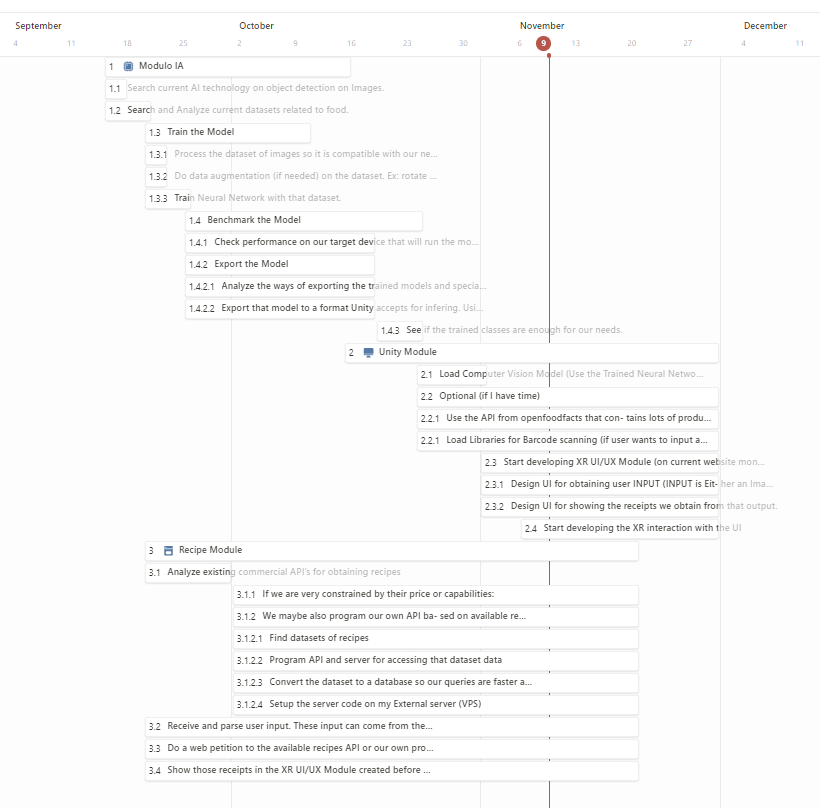 September October November December
4 11 18 25 2 9 16 23 30 6 9 13 20 27 4 11
1 Modulo IA
1.1 Search current AI technology on object detection on Images.
1.2 Search and Analyze current datasets related to food.
1.3 Train the Model
1.3.1 Process the dataset of images so it is compatible with our ne...
1.3.2 Do data augmentation (if needed) on the dataset. Ex: rotate ...
1.3.3 Train Neural Network with that dataset.
1.4 Benchmark the Model
1.4.1 Check performance on our target device that will run the mo...
1.4.2 Export the Model
1.4.2.1 Analyze the ways of exporting the trained models and specia...
1.4.2.2 Export that model to a format Unity accepts for infering. Usi...
1.4.3 See if the trained classes are enough for our needs.
2 Unity Module
2.1 Load Computer Vision Model (Use the Trained Neural Netwo...
2.2 Optional (if I have time)
2.2.1 Use the API from openfoodfacts that con- tains lots of produ...
2.2.1 Load Libraries for Barcode scanning (if user wants to input a...
2.3 Start developing XR UI/UX Module (on current website mon...
2.3.1 Design UI for obtaining user INPUT (INPUT is Eit- her an Ima...
2.3.2 Design UI for showing the receipts we obtain from that output.
2.4 Start developing the XR interaction with the UI
3 Recipe Module
3.1 Analyze existing commercial API's for obtaining recipes
3.1.1 If we are very constrained by their price or capabilities:
3.1.2 We maybe also program our own API ba- sed on available re...
3.1.2.1 Find datasets of recipes
3.1.2.2 Program API and server for accessing that dataset data
3.1.2.3 Convert the dataset to a database so our queries are faster a...
3.1.2.4 Setup the server code on my External server (VPS)
3.2 Receive and parse user input. These input can come from the...
3.3 Do a web petition to the available recipes API or our own pro...
3.4 Show those receipts in the XR UI/UX Module created before ...